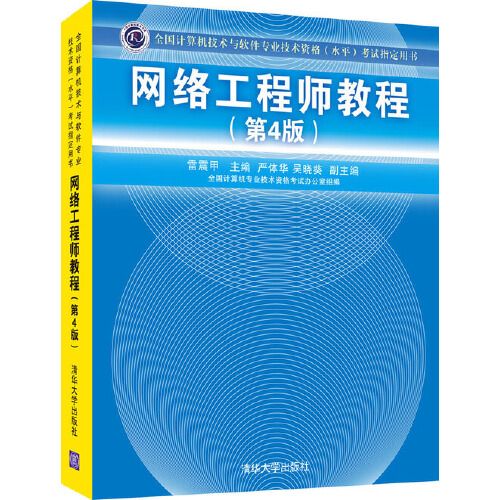 全国计算机技术与软件专业技术资格（水平）考试指定用书
网络工程师教程
（第4版）
雷震甲 主编 严体华 吴晓葵 副主编
全国计算机专业技术资格考试办公室组编
清华大学出版社
全国计算机技术与软件专业
技术资格（水平）考试指定用书
网络工程师教程（第4版）
清华大学出版社